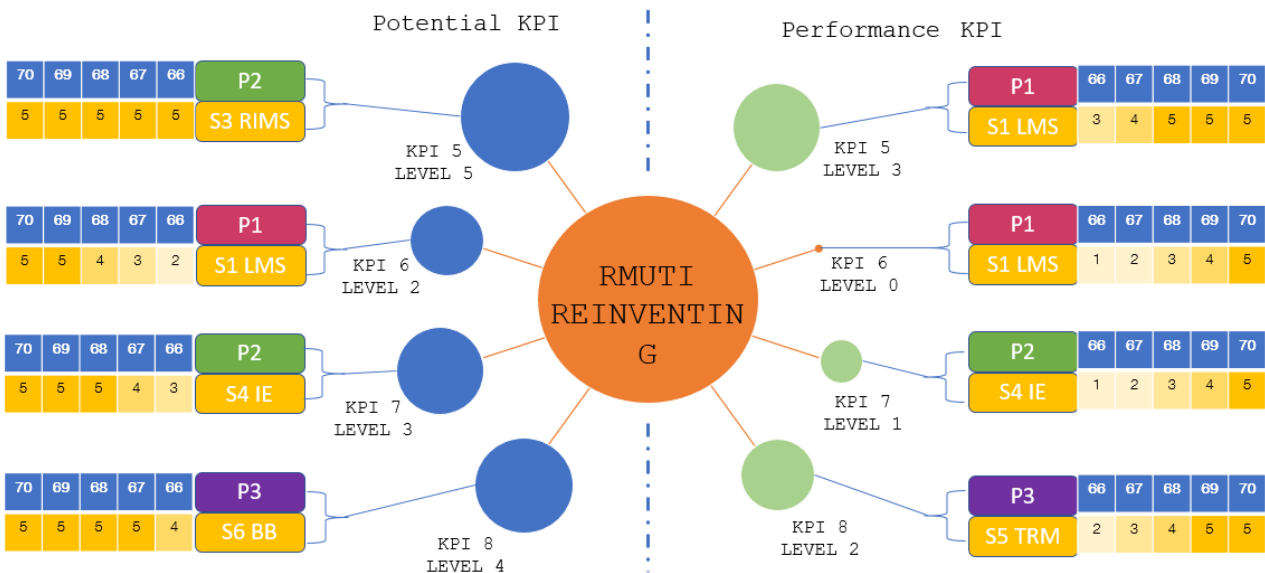 Potential KPI
Performance KPI
70 69 68 67 66 P2
5 5 5 5 5 S3 RIMS
KPI 5
LEVEL 5
70 69 68 67 66 P1
5 5 4 3 2 S1 LMS
KPI 6
LEVEL 2
70 69 68 67 66 P2
5 5 5 4 3 S4 IE
KPI 7
LEVEL 3
70 69 68 67 66 P3
5 5 5 5 4 S6 BB
KPI 8
LEVEL 4
RMUTI
REINVENTIN
G
P1 66 67 68 69 70
S1 LMS 3 4 5 5 5
KPI 5
LEVEL 3
P1 66 67 68 69 70
S1 LMS 1 2 3 4 5
KPI 6
LEVEL 0
P2 66 67 68 69 70
S4 IE 1 2 3 4 5
KPI 7
LEVEL 1
P3 66 67 68 69 70
S5 TRM 2 3 4 5 5
KPI 8
LEVEL 2